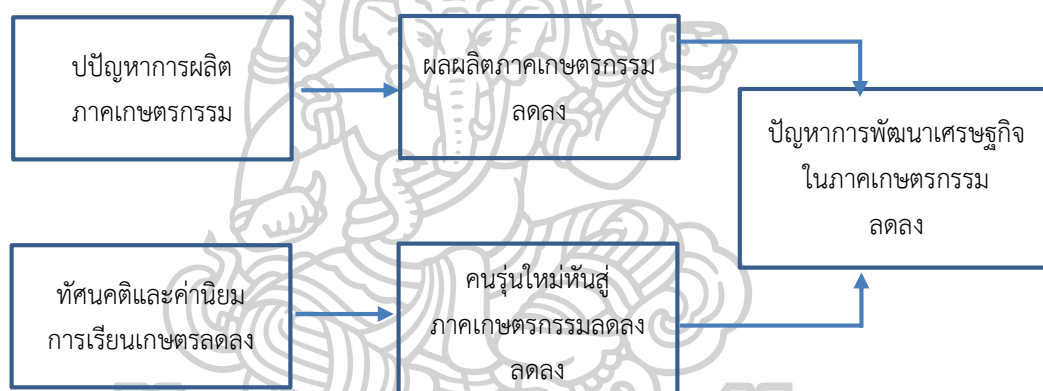 ปปัญหาการผลิต
ภาคเกษตรกรรม
ผลผลิตภาคเกษตรกรรม
ลดลง
ปัญหาการพัฒนาเศรษฐกิจ
ในภาคเกษตรกรรม
ลดลง
ทัศนคติและค่านิยม
การเรียนเกษตรลดลง
คนรุ่นใหม่หันสู่
ภาคเกษตรกรรมลดลง
ลดลง